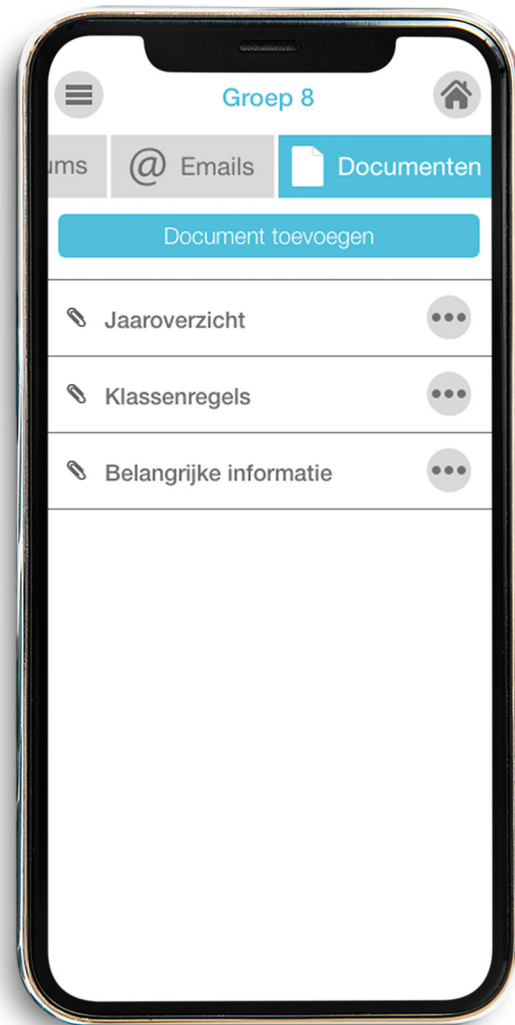 Groep 8
ums @ Emails Documenten
Document toevoegen
Jaaroverzicht
Klassenregels
Belangrijke informatie